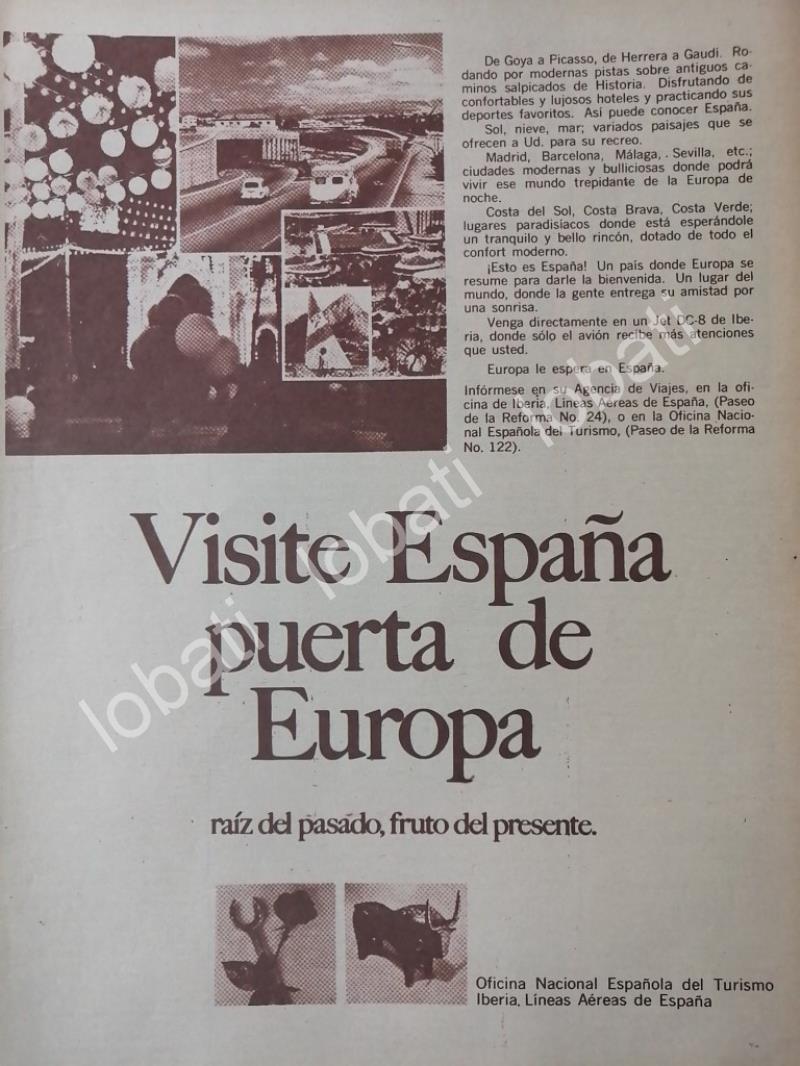 De Goya a Picasso, de Herrera a Gaudi. Ro-
dando por modernas pistas sobre antiguos ca-
minos salpicados de Historia. Disfrutando de
confortables y lujosos hoteles y practicando sus
deportes favoritos. Así puede conocer España.
Sol, nieve, mar; variados paisajes que se
ofrecen a Ud. para su recreo.
Madrid, Barcelona, Málaga, . Sevilla, etc.;
ciudades modernas y bulliciosas donde podrá
vivir ese mundo trepidante de la Europa de
noche.
Costa del Sol, Costa Brava, Costa Verde;
lugares paradisíacos donde está esperándole
un tranquilo y bello rincón, dotado de todo el
confort moderno.
¡Esto es España! Un país donde Europa se
resume para darle la bienvenida. Un lugar del
mundo, donde la gente entrega su amistad por
una sonrisa.
Venga directamente en un Jet DC-8 de Ibe-
ria, donde sólo el avión recibe más atenciones
que usted.
Europa le espera en España.
Infórmese en su Agencia de Viajes, en la ofi-
cina de Iberia, Líneas Aéreas de España, (Paseo
de la Reforma No. 24), o en la Oficina Nacio-
nal Española del Turismo, (Paseo de la Reforma
No. 122).
Visite España
puerta de
Europa
raíz del pasado, fruto del presente.
Oficina Nacional Española del Turismo
Iberia, Líneas Aéreas de España
lobati
lobati
lobati
lobati